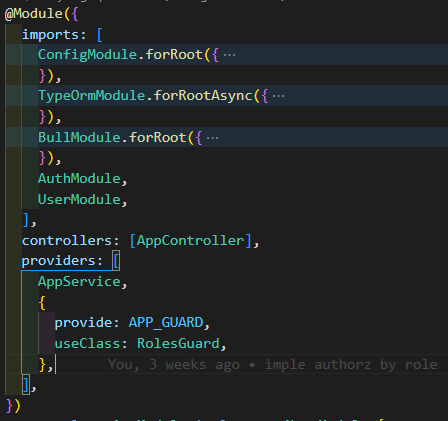 @Module({
imports: [
ConfigModule.forRoot({ ⋯
}),
TypeOrmModule.forRootAsync({ ⋯
}),
BullModule.forRoot({ ⋯
}),
AuthModule,
UserModule,
],
controllers: [AppController],
providers: [
AppService,
{
provide: APP_GUARD,
useClass: RolesGuard,
}, You, 3 weeks ago • imple authorz by role
],
})